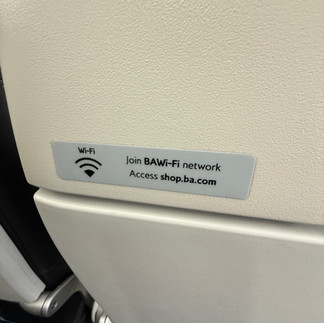 Wi-Fi
Join BAWi-Fi network
Access shop.ba.com